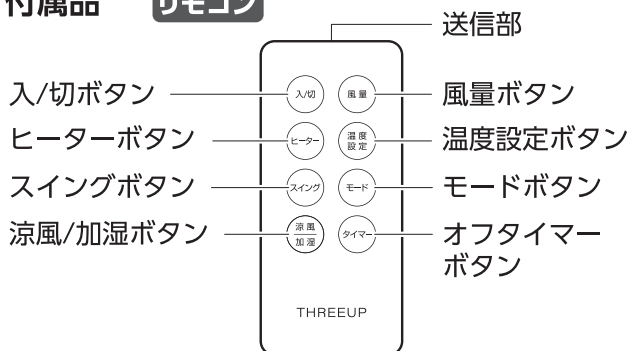 付属品 リモコン
送信部
入/切ボタン
ヒーターボタン
スイングボタン
涼風/加湿ボタン
入/切
風量
ヒーター
温度
設定
スイング
モード
涼風
加湿
タイマー
THREEUP
風量ボタン
温度設定ボタン
モードボタン
オフタイマー
ボタン